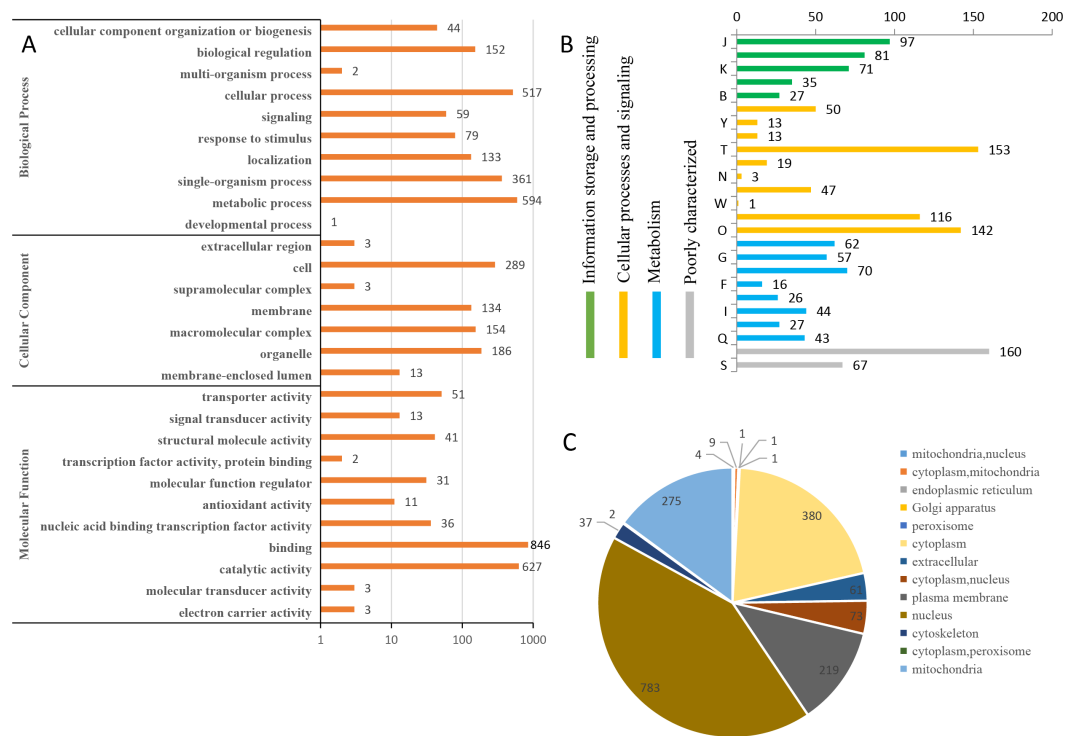 A
Biological Process
cellular component organization or biogenesis 44
biological regulation 152
multi-organism process 2
cellular process 517
signaling 59
response to stimulus 79
localization 133
single-organism process 361
metabolic process 594
developmental process 1
Cellular Component
extracellular region 3
cell 289
supramolecular complex 3
membrane 134
macromolecular complex 154
organelle 186
membrane-enclosed lumen 13
Molecular Function
transporter activity 51
signal transducer activity 13
structural molecule activity 41
transcription factor activity, protein binding 2
molecular function regulator 31
antioxidant activity 11
nucleic acid binding transcription factor activity 36
binding 846
catalytic activity 627
molecular transducer activity 3
electron carrier activity 3
1 10 100 1000
B
Information storage and processing
Cellular processes and signaling
Metabolism
Poorly characterized
0 50 100 150 200
J 97
81
K 71
35
B 27
50
Y 13
13
T 153
19
N 3
47
W 1
116
O 142
62
G 57
70
F 16
26
I 44
27
Q 43
160
S 67
C
4
9
1
1
1
380
61
73
219
783
37
2
275
mitochondria,nucleus
cytoplasm,mitochondria
endoplasmic reticulum
Golgi apparatus
peroxisome
cytoplasm
extracellular
cytoplasm,nucleus
plasma membrane
nucleus
cytoskeleton
cytoplasm,peroxisome
mitochondria